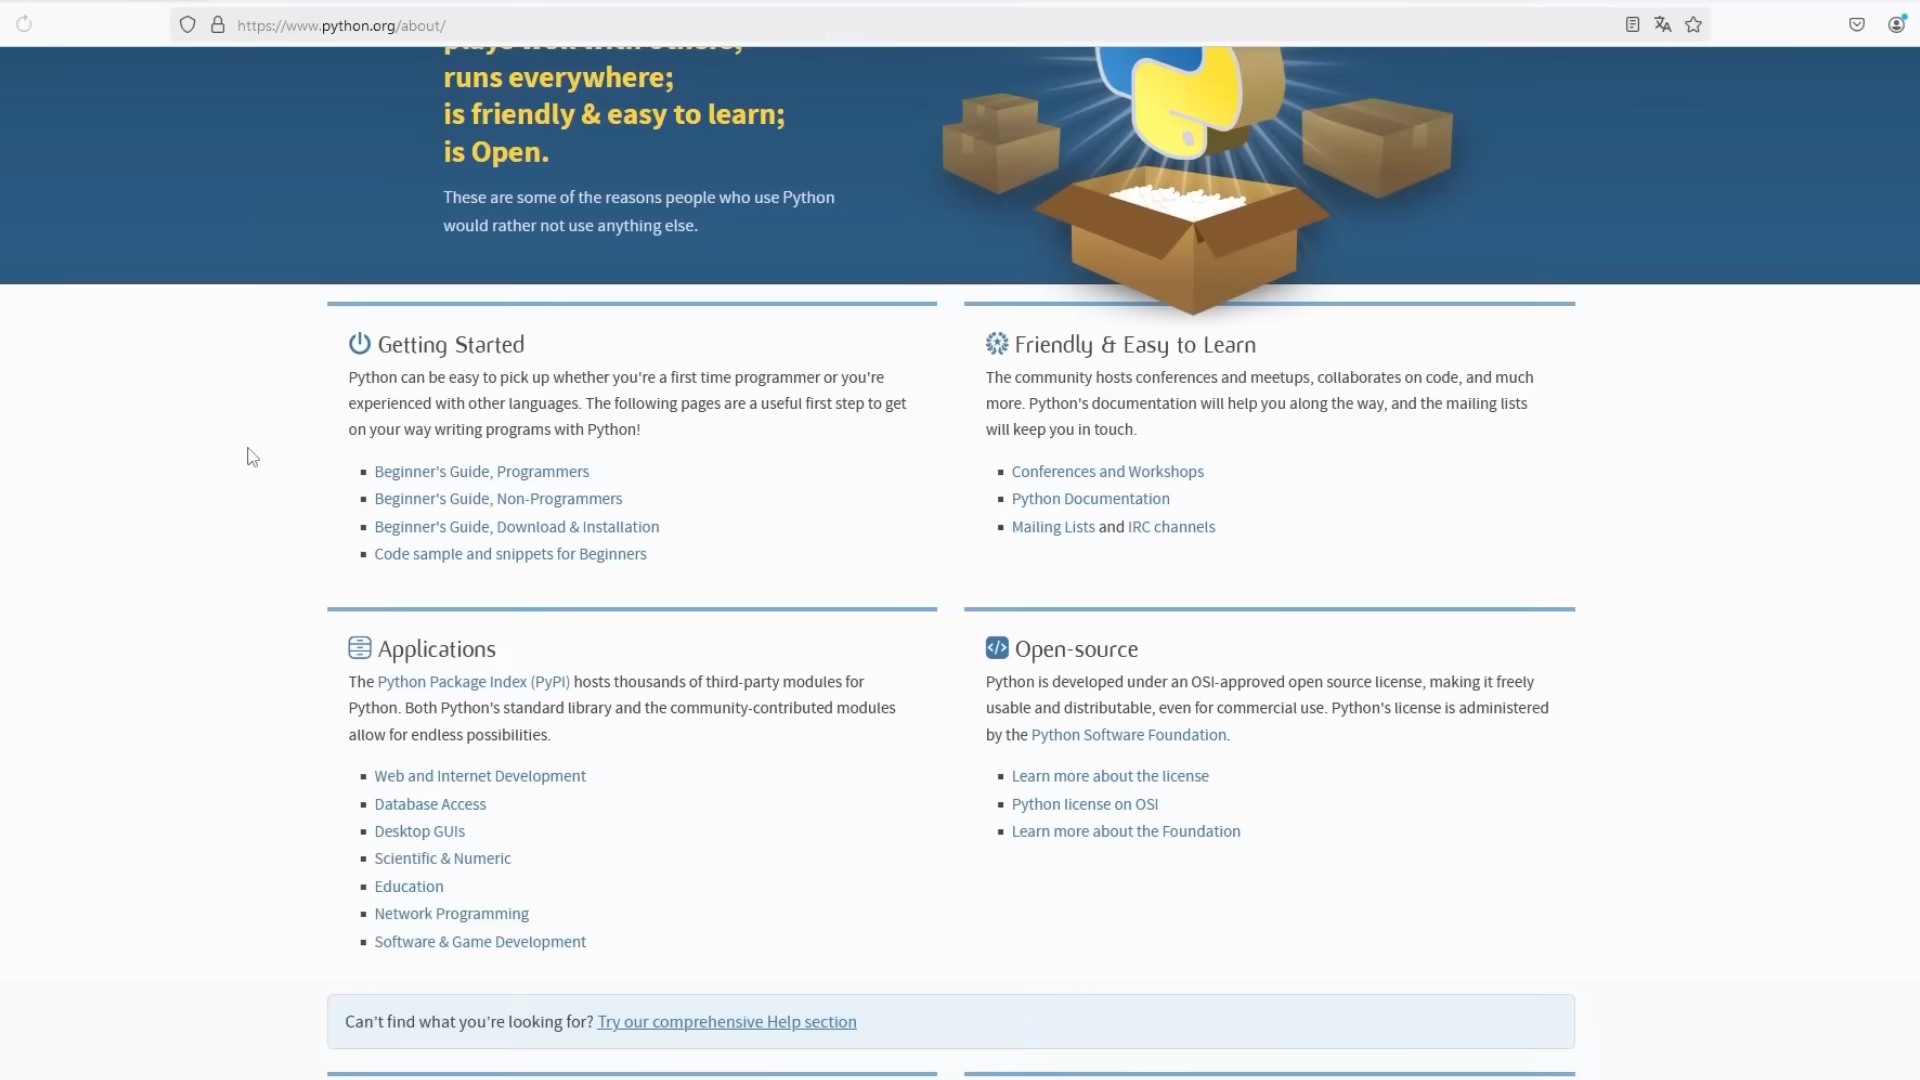 https://www.python.org/about/
plays well with others;
runs everywhere;
is friendly & easy to learn;
is Open.
These are some of the reasons people who use Python
would rather not use anything else.
Getting Started
Python can be easy to pick up whether you're a first time programmer or you're
experienced with other languages. The following pages are a useful first step to get
on your way writing programs with Python!
Beginner's Guide, Programmers
Beginner's Guide, Non-Programmers
Beginner's Guide, Download & Installation
Code sample and snippets for Beginners
Friendly & Easy to Learn
The community hosts conferences and meetups, collaborates on code, and much
more. Python's documentation will help you along the way, and the mailing lists
will keep you in touch.
Conferences and Workshops
Python Documentation
Mailing Lists and IRC channels
Applications
The Python Package Index (PyPI) hosts thousands of third-party modules for
Python. Both Python's standard library and the community-contributed modules
allow for endless possibilities.
Web and Internet Development
Database Access
Desktop GUIs
Scientific & Numeric
Education
Network Programming
Software & Game Development
Open-source
Python is developed under an OSI-approved open source license, making it freely
usable and distributable, even for commercial use. Python's license is administered
by the Python Software Foundation.
Learn more about the license
Python license on OSI
Learn more about the Foundation
Can’t find what you’re looking for? Try our comprehensive Help section